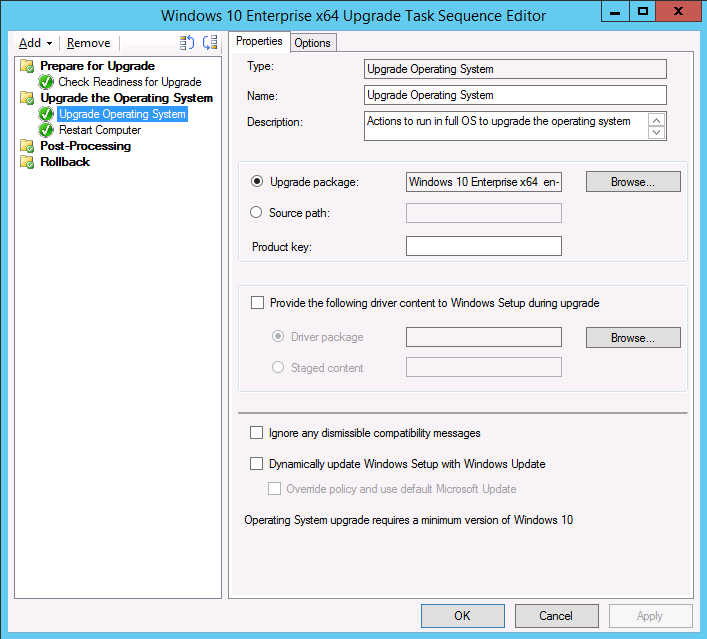 Windows 10 Enterprise x64 Upgrade Task Sequence Editor
Add Remove
Prepare for Upgrade
Check Readiness for Upgrade
Upgrade the Operating System
Upgrade Operating System
Restart Computer
Post-Processing
Rollback
Properties Options
Type: Upgrade Operating System
Name: Upgrade Operating System
Description: Actions to run in full OS to upgrade the operating system
Upgrade package: Windows 10 Enterprise x64 en- Browse...
Source path:
Product key:
Provide the following driver content to Windows Setup during upgrade
Driver package Browse...
Staged content
Ignore any dismissible compatibility messages
Dynamically update Windows Setup with Windows Update
Override policy and use default Microsoft Update
Operating System upgrade requires a minimum version of Windows 10
OK Cancel Apply